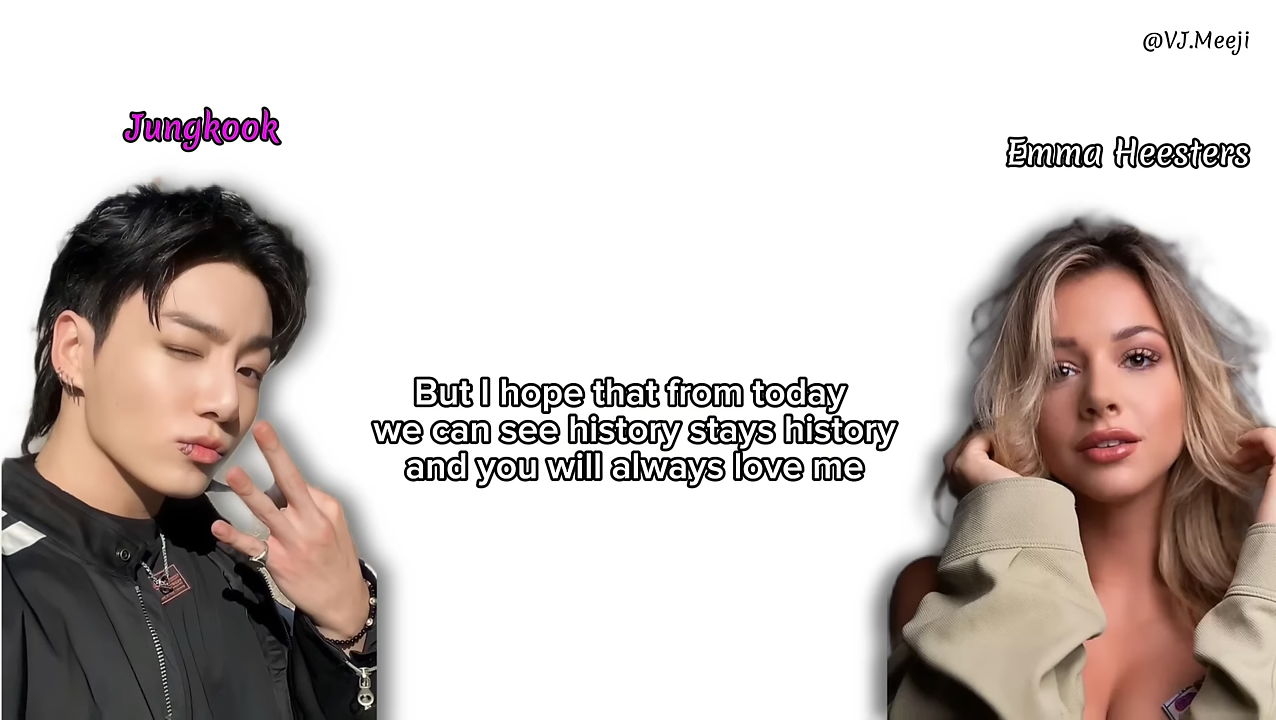 @VJ.Meeji
Jungkook
Emma Heesters
But I hope that from today
we can see history stays history
and you will always love me